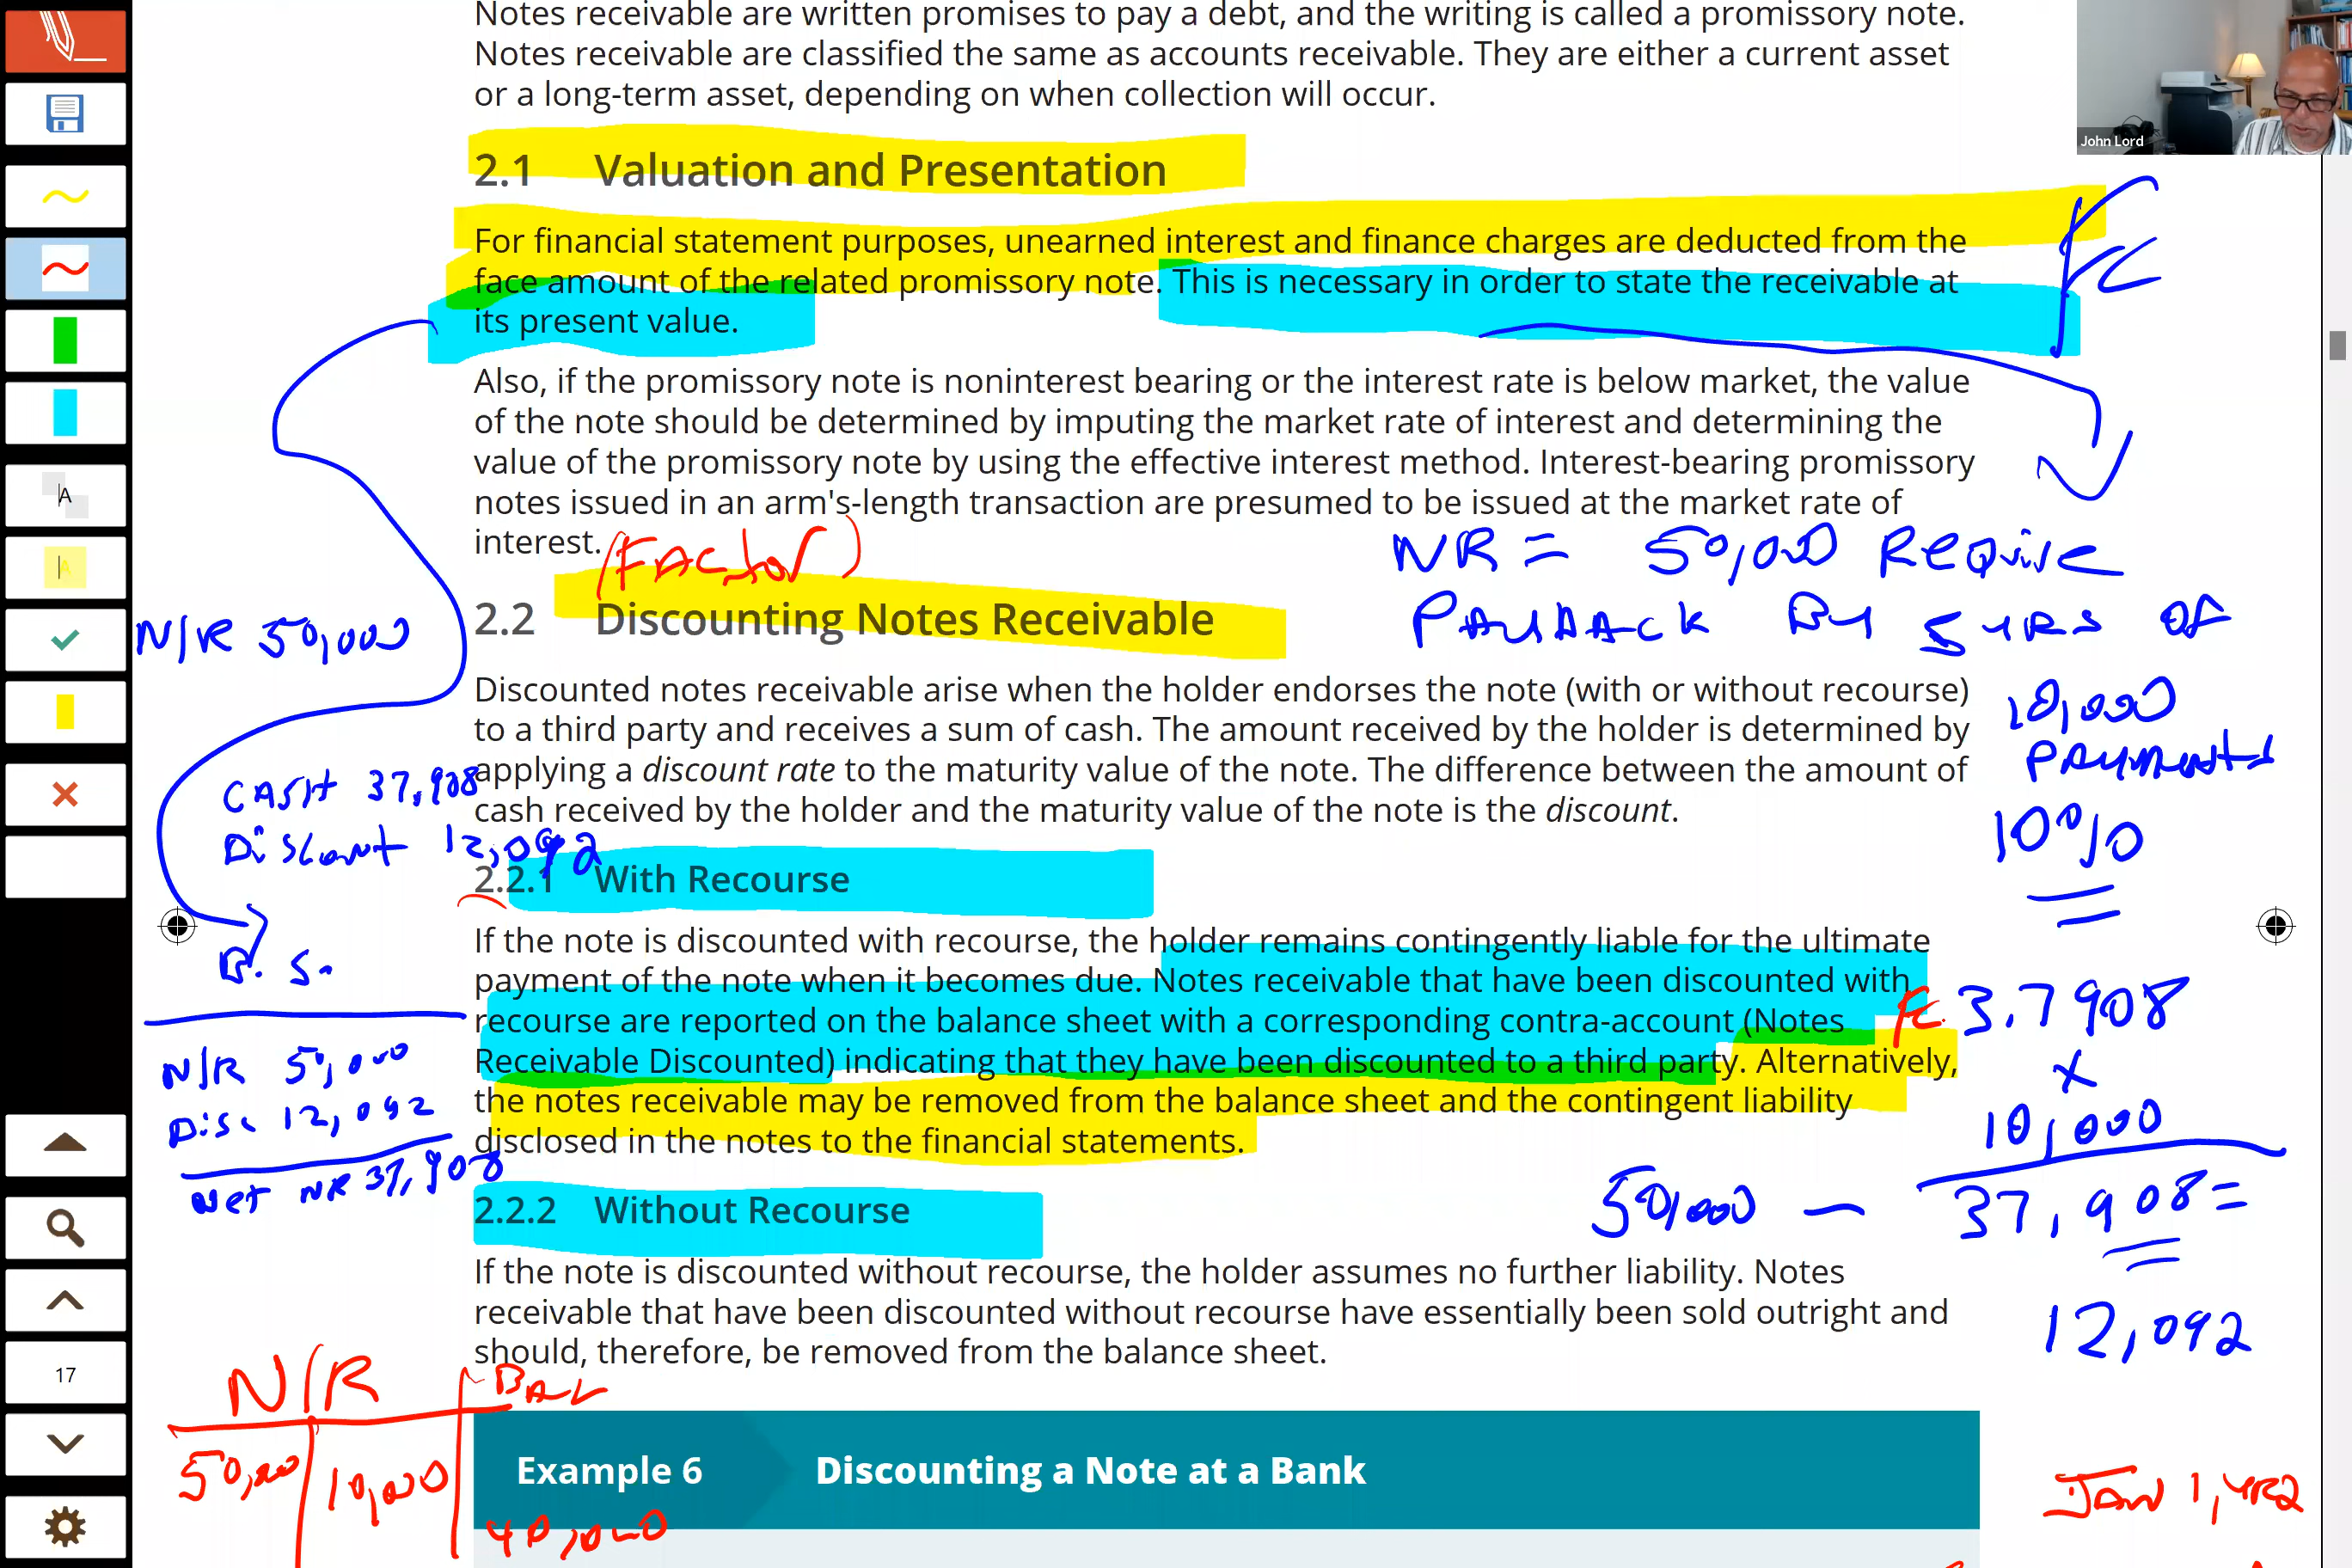 Notes receivable are written promises to pay a debt, and the writing is called a promissory note.
Notes receivable are classified the same as accounts receivable. They are either a current asset
or a long-term asset, depending on when collection will occur.
John Lord
2.1 Valuation and Presentation
For financial statement purposes, unearned interest and finance charges are deducted from the
face amount of the related promissory note. This is necessary in order to state the receivable at
its present value.
Also, if the promissory note is noninterest bearing or the interest rate is below market, the value
of the note should be determined by imputing the market rate of interest and determining the
value of the promissory note by using the effective interest method. Interest-bearing promissory
notes issued in an arm's-length transaction are presumed to be issued at the market rate of
interest.
(FActor)
NR = 50,000 Require
PAyBAck By 5 yRs of
10,000
PAyments
10%
2.2 Discounting Notes Receivable
N/R 50,000
CASH 37,908
Discount 12,092
Discounted notes receivable arise when the holder endorses the note (with or without recourse)
to a third party and receives a sum of cash. The amount received by the holder is determined by
applying a discount rate to the maturity value of the note. The difference between the amount of
cash received by the holder and the maturity value of the note is the discount.
2.2.1 With Recourse
If the note is discounted with recourse, the holder remains contingently liable for the ultimate
payment of the note when it becomes due. Notes receivable that have been discounted with
recourse are reported on the balance sheet with a corresponding contra-account (Notes
Receivable Discounted) indicating that they have been discounted to a third party. Alternatively,
the notes receivable may be removed from the balance sheet and the contingent liability
disclosed in the notes to the financial statements.
B. S.
N/R 50,000
Disc 12,092
Net NR 37,908
3.7908
x
10,000
50,000 - 37,908 =
12,092
2.2.2 Without Recourse
If the note is discounted without recourse, the holder assumes no further liability. Notes
receivable that have been discounted without recourse have essentially been sold outright and
should, therefore, be removed from the balance sheet.
N/R
BAL
50,000
10,000
40,000
Example 6 Discounting a Note at a Bank
JAN 1, YR2
17
A
A